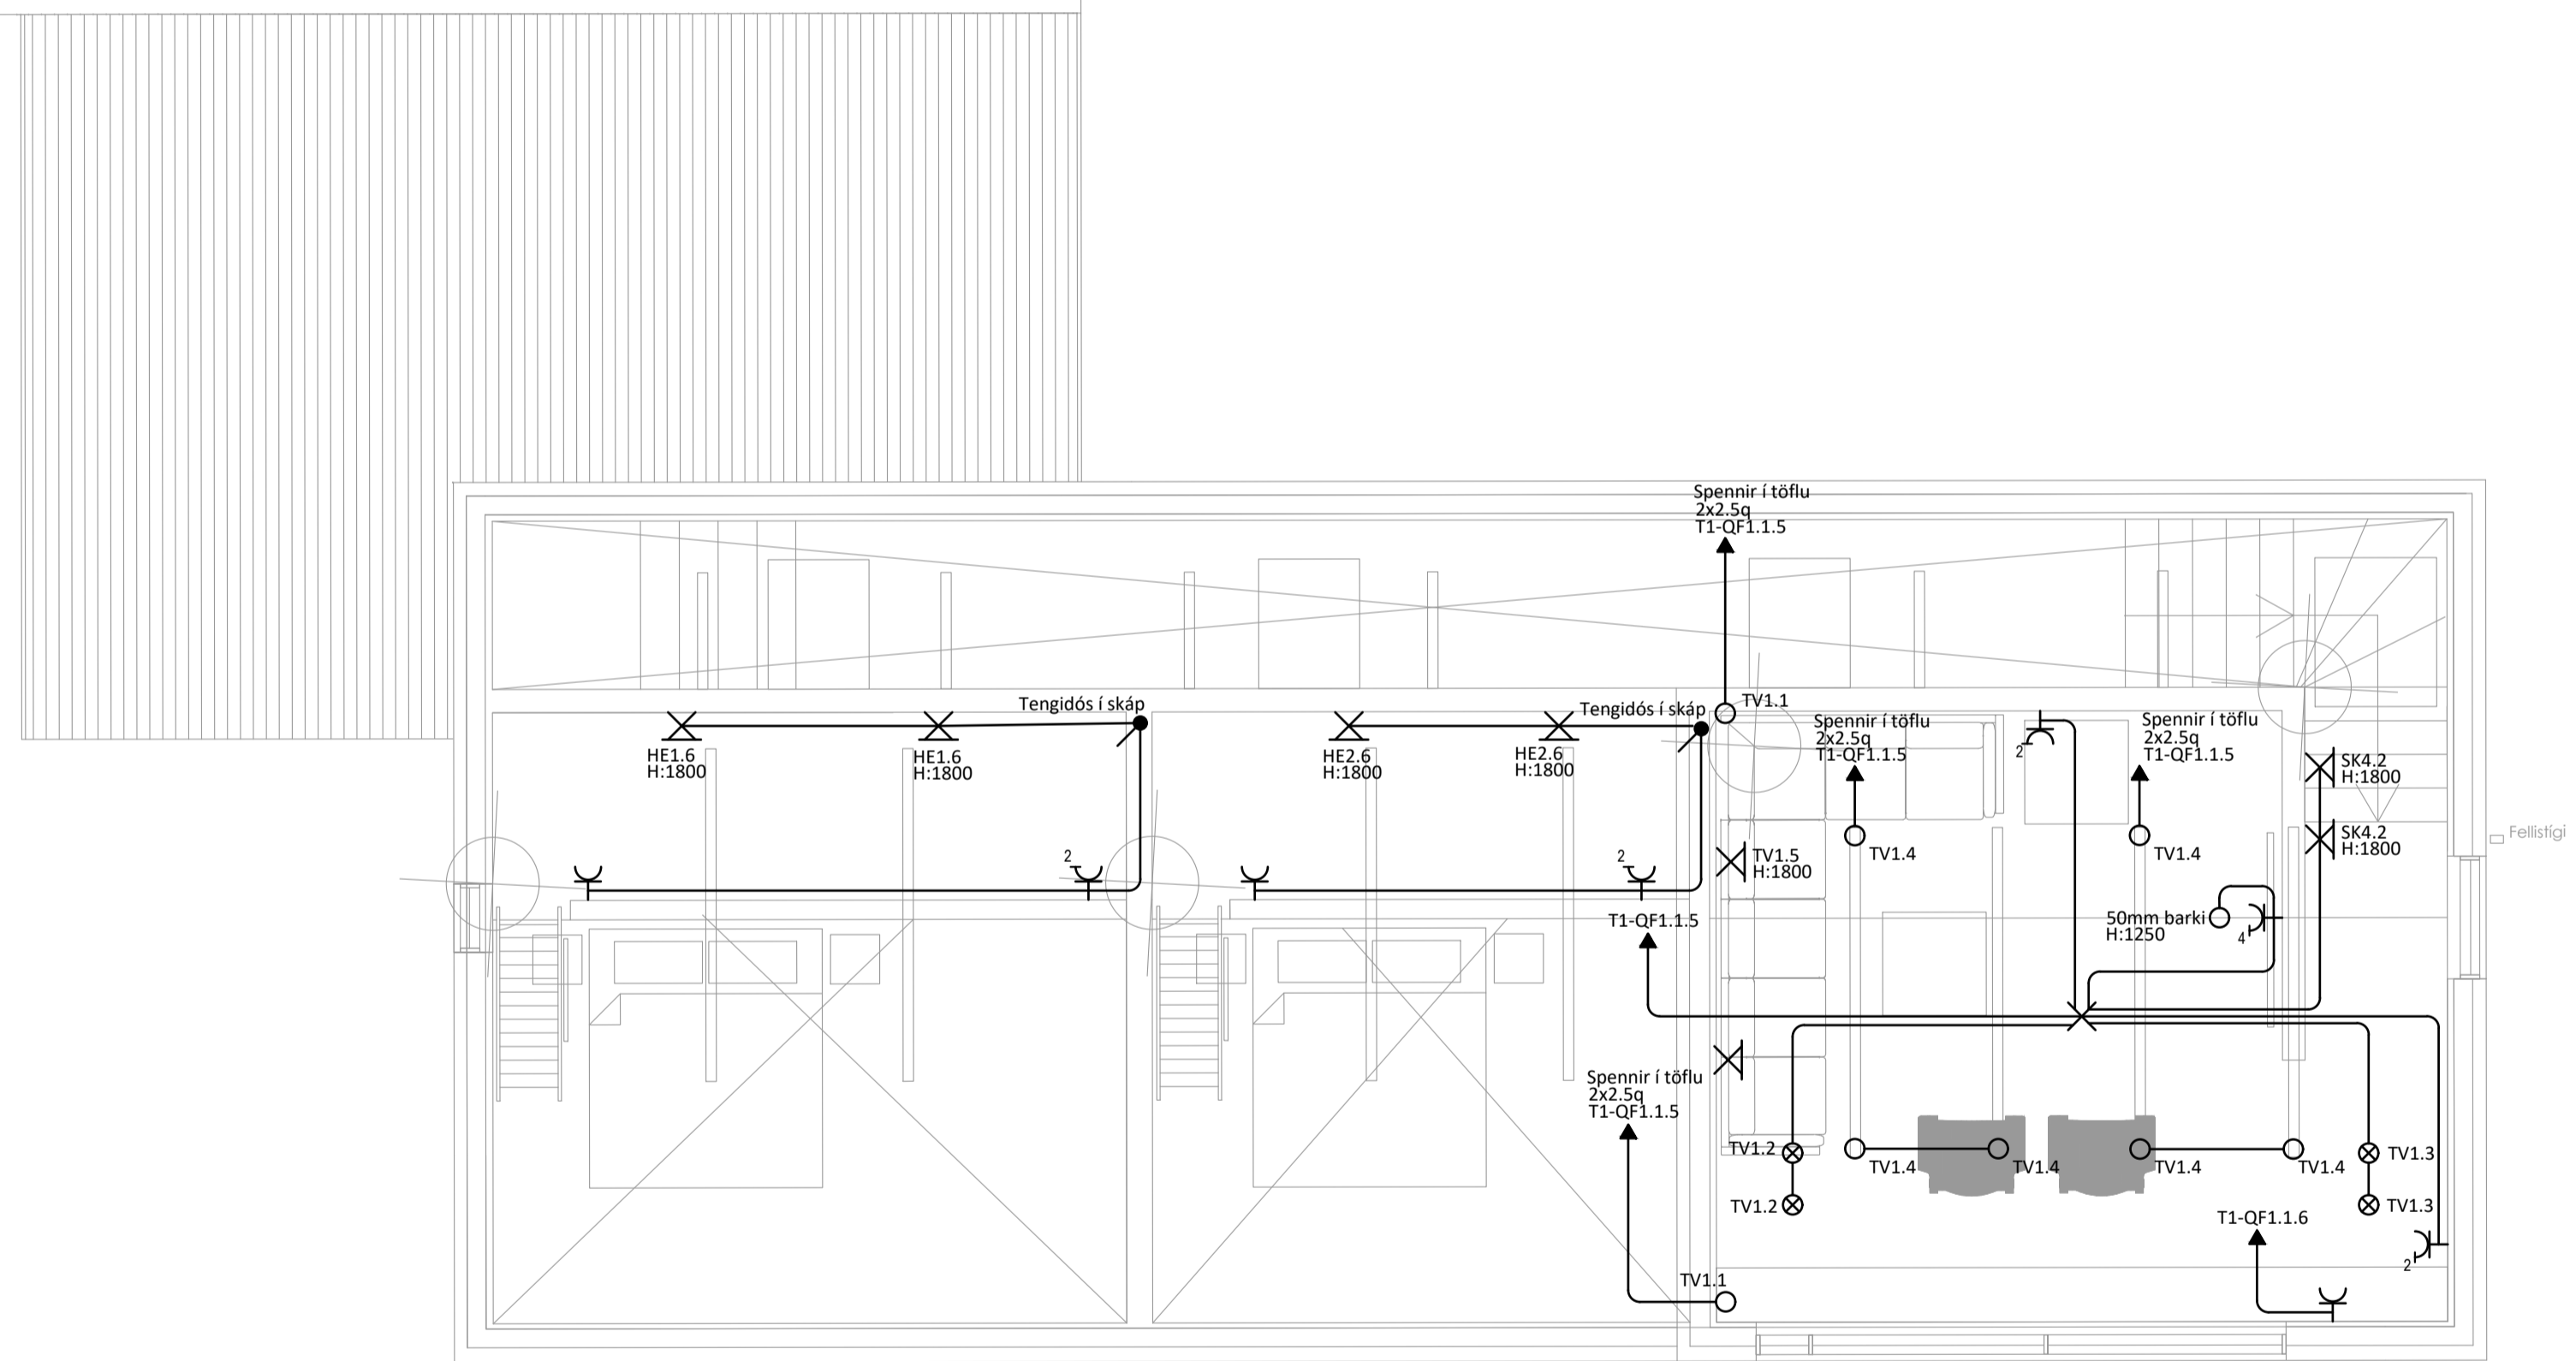 Spennir í töflu
2x2.5q
T1-QF1.1.5
Tengidós í skáp
HE1.6
H:1800
HE1.6
H:1800
Tengidós í skáp
HE2.6
H:1800
HE2.6
H:1800
TV1.1
Spennir í töflu
2x2.5q
T1-QF1.1.5
2
Spennir í töflu
2x2.5q
T1-QF1.1.5
SK4.2
H:1800
SK4.2
H:1800
Fellistígi
2
2
TV1.5
H:1800
TV1.4
TV1.4
T1-QF1.1.5
50mm barki
H:1250
4
Spennir í töflu
2x2.5q
T1-QF1.1.5
TV1.2
TV1.4
TV1.4
TV1.4
TV1.4
TV1.3
TV1.2
TV1.3
T1-QF1.1.6
2
TV1.1